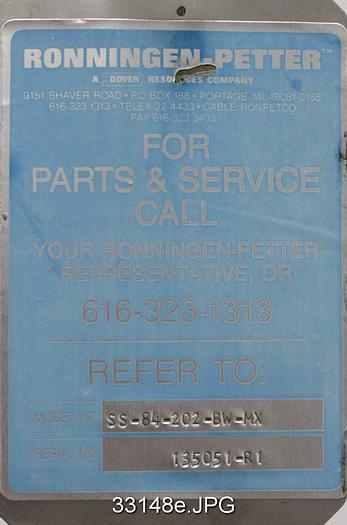 RONNINGEN-PETTER™
A DOVER RESOURCES COMPANY
9151 SHAVER ROAD • PO BOX 188 • PORTAGE, MI 49081-0188
616-323-1313 • TELEX 22-4433 • CABLE RONPETCO
FAX 616 323 2403
FOR
PARTS & SERVICE
CALL
YOUR RONNINGEN-PETTER
REPRESENTATIVE, OR
616-323-1313
REFER TO:
MODEL NO SS-84-202-BW-MX
SERIAL NO 135051-R1
33148e.JPG